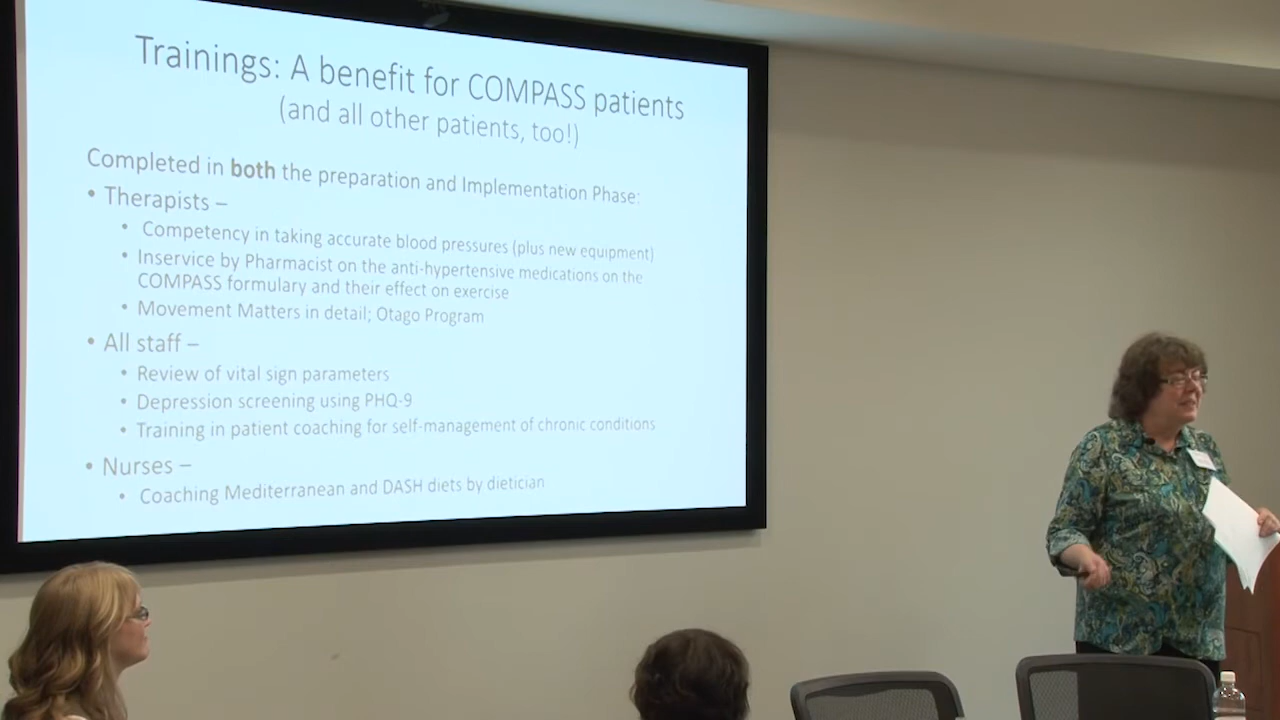 Trainings: A benefit for COMPASS patients
(and all other patients, too!)
Completed in both the preparation and Implementation Phase:
• Therapists –
• Competency in taking accurate blood pressures (plus new equipment)
• Inservice by Pharmacist on the anti-hypertensive medications on the
COMPASS formulary and their effect on exercise
• Movement Matters in detail; Otago Program
• All staff –
• Review of vital sign parameters
• Depression screening using PHQ-9
• Training in patient coaching for self-management of chronic conditions
• Nurses –
• Coaching Mediterranean and DASH diets by dietician